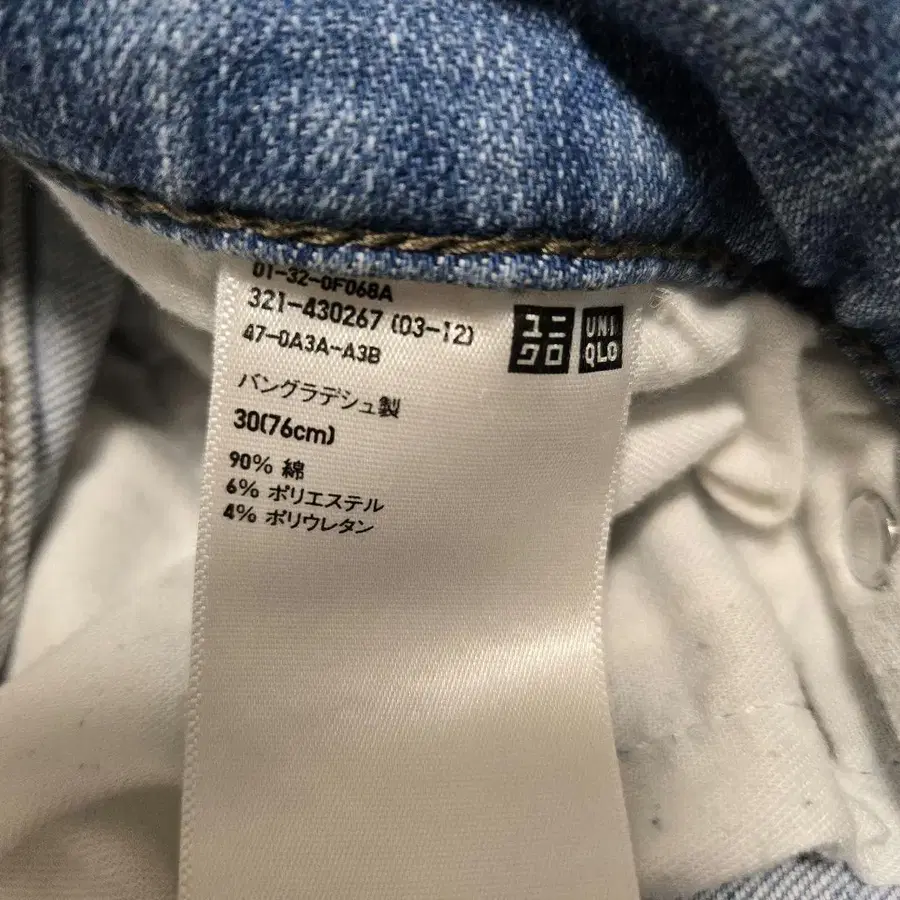 01-32-0F068A
321-430267 (03-12)
47-0A3A-A3B
バングラデシュ製
30(76cm)
90% 綿
6% ポリエステル
4% ポリウレタン
ユニ
クロ
UNI
QLO